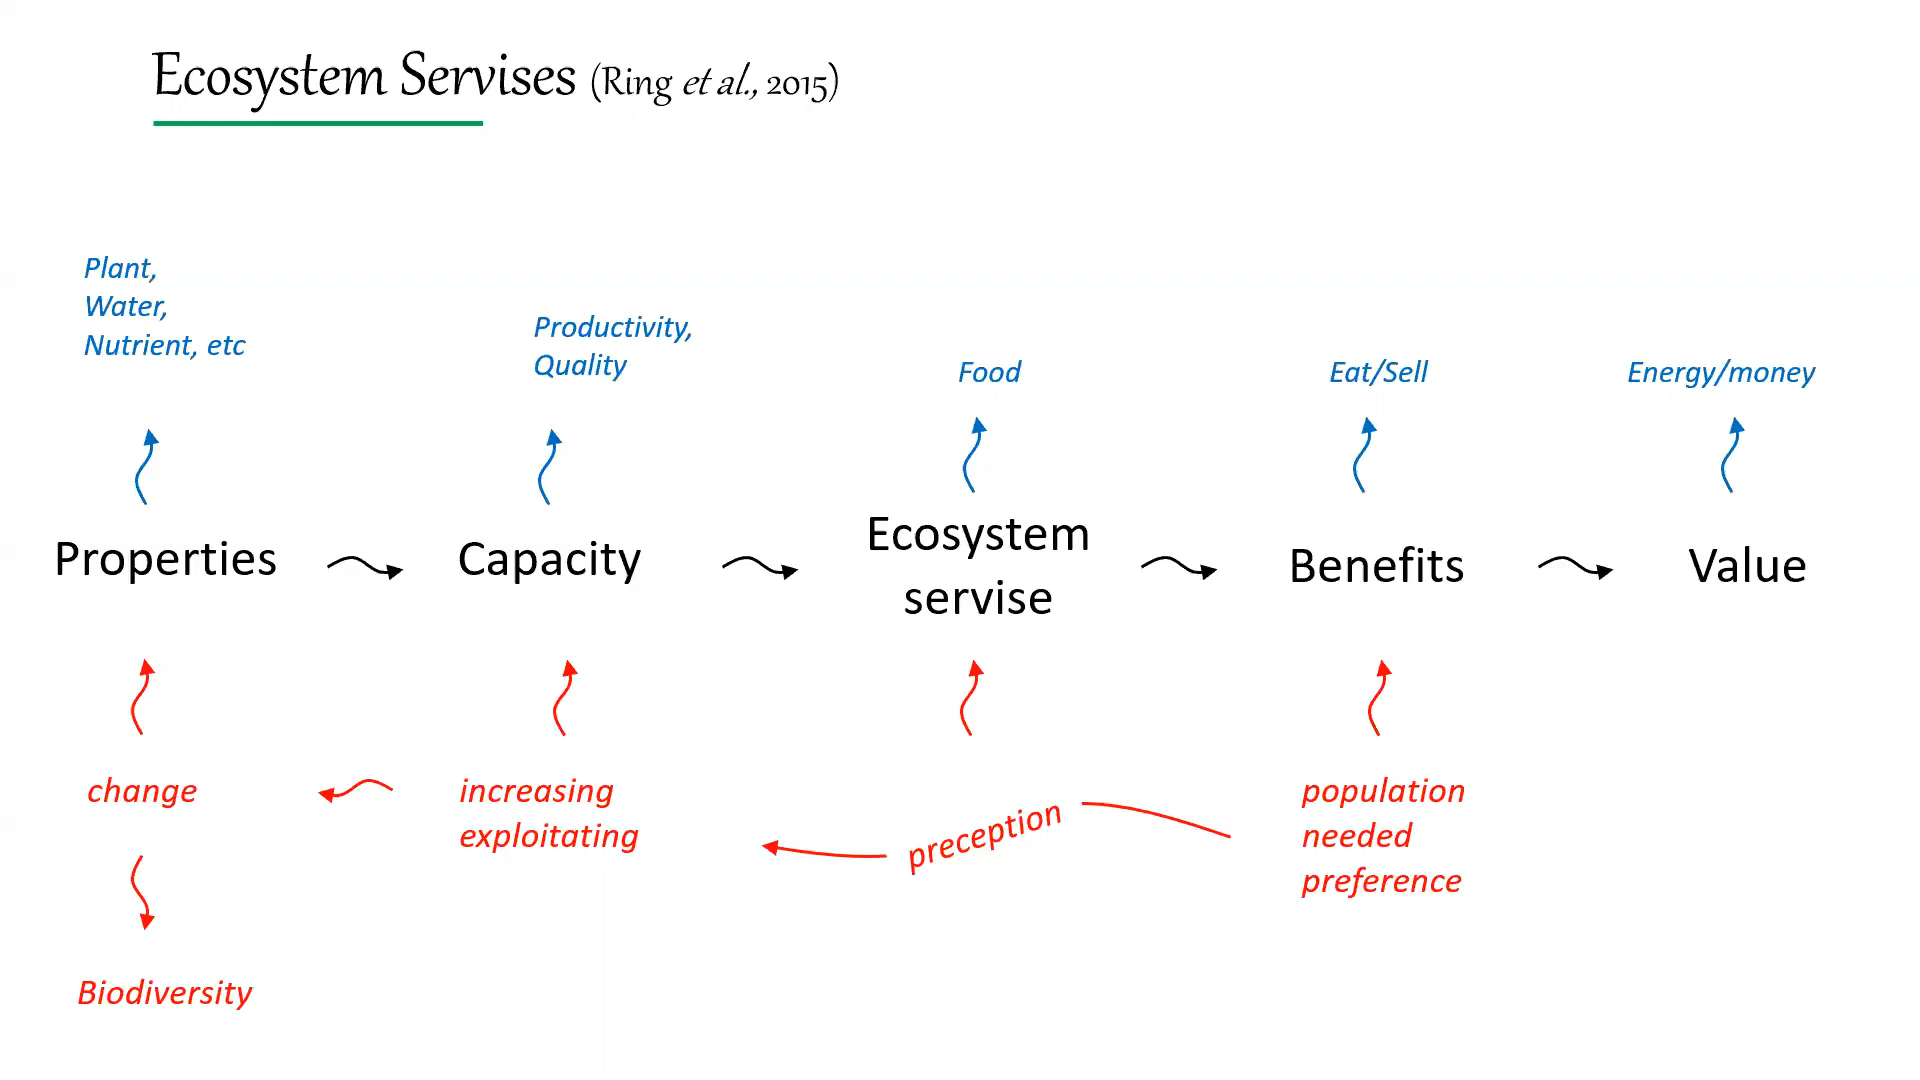 Ecosystem Servises (Ring et al., 2015)
Plant,
Water,
Nutrient, etc
Productivity,
Quality
Food
Eat/Sell
Energy/money
Properties
Capacity
Ecosystem
servise
Benefits
Value
change
increasing
exploitating
preception
population
needed
preference
Biodiversity